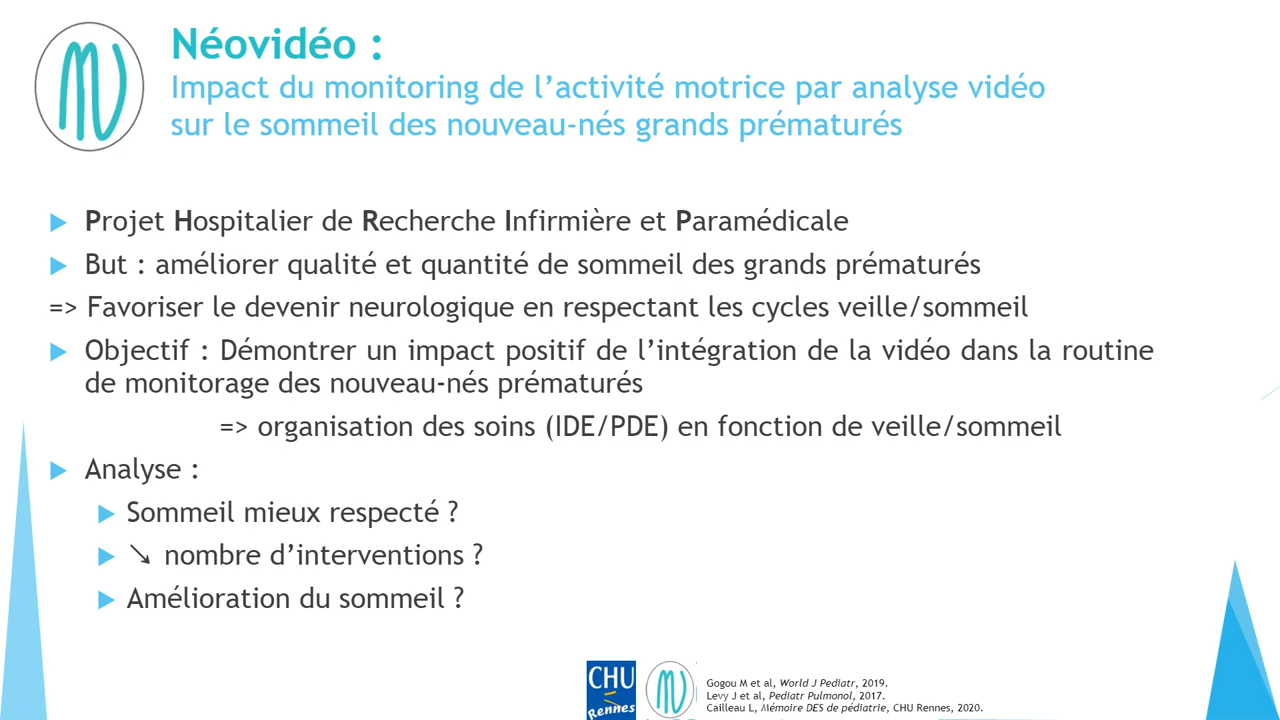 Néovidéo :
Impact du monitoring de l’activité motrice par analyse vidéo
sur le sommeil des nouveau-nés grands prématurés
Projet Hospitalier de Recherche Infirmière et Paramédicale
But : améliorer qualité et quantité de sommeil des grands prématurés
=> Favoriser le devenir neurologique en respectant les cycles veille/sommeil
Objectif : Démontrer un impact positif de l’intégration de la vidéo dans la routine
de monitorage des nouveau-nés prématurés
=> organisation des soins (IDE/PDE) en fonction de veille/sommeil
Analyse :
Sommeil mieux respecté ?
↘ nombre d’interventions ?
Amélioration du sommeil ?
CHU
Rennes
Gogou M et al, World J Pediatr, 2019.
Levy J et al, Pediatr Pulmonol, 2017.
Cailleau L, Mémoire DES de pédiatrie, CHU Rennes, 2020.